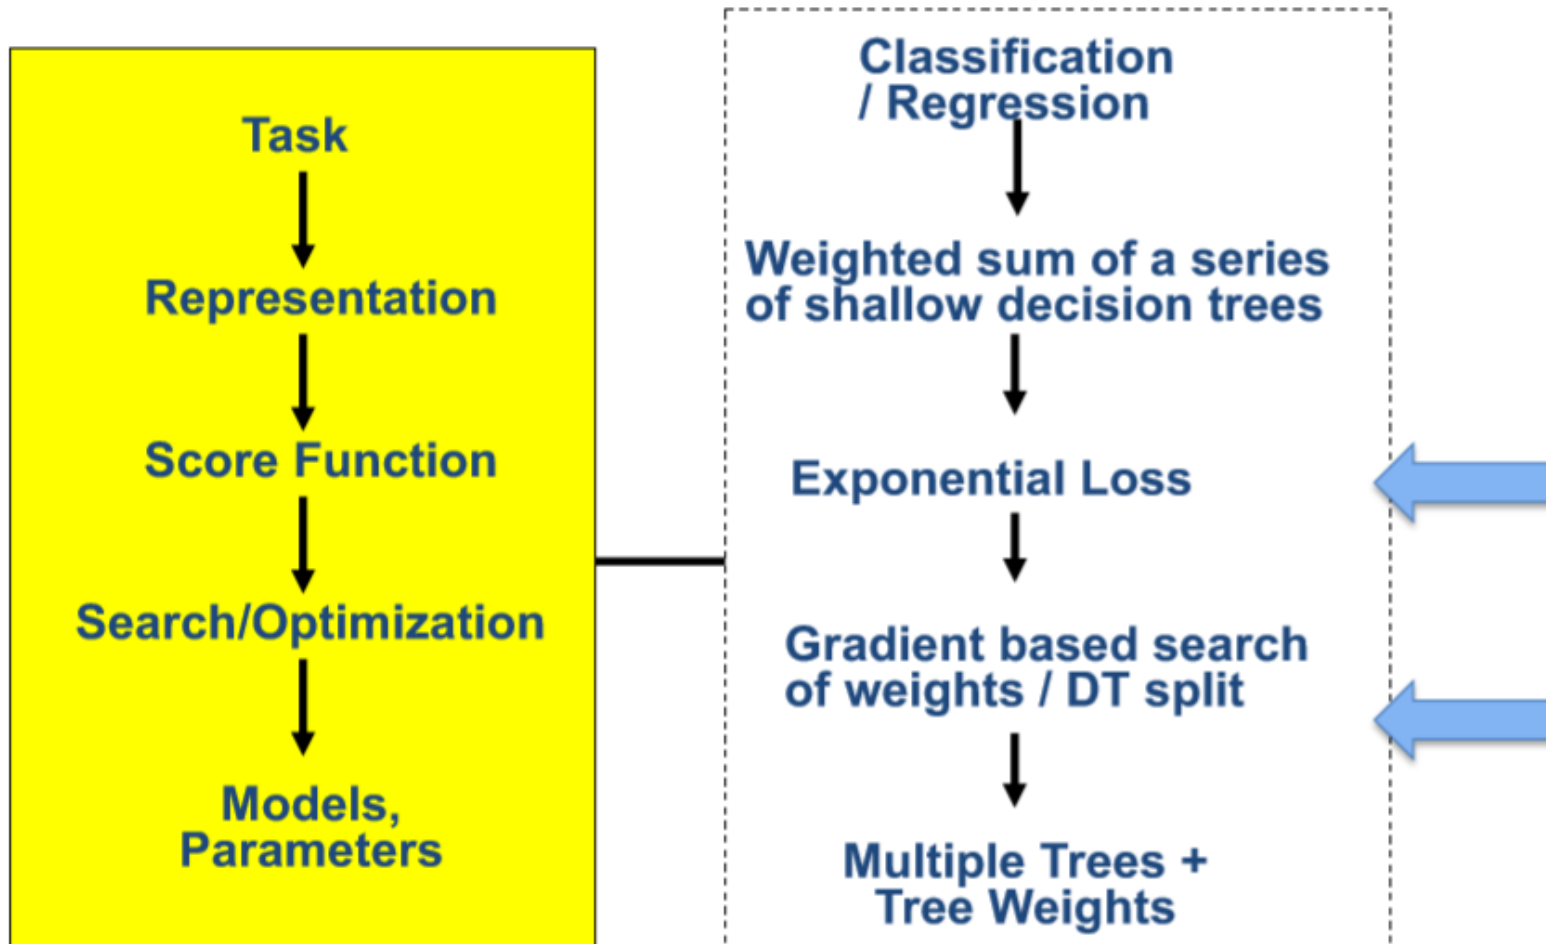 Task
Representation
Score Function
Search/Optimization
Models,
Parameters
Classification
/ Regression
Weighted sum of a series
of shallow decision trees
Exponential Loss
Gradient based search
of weights / DT split
Multiple Trees +
Tree Weights